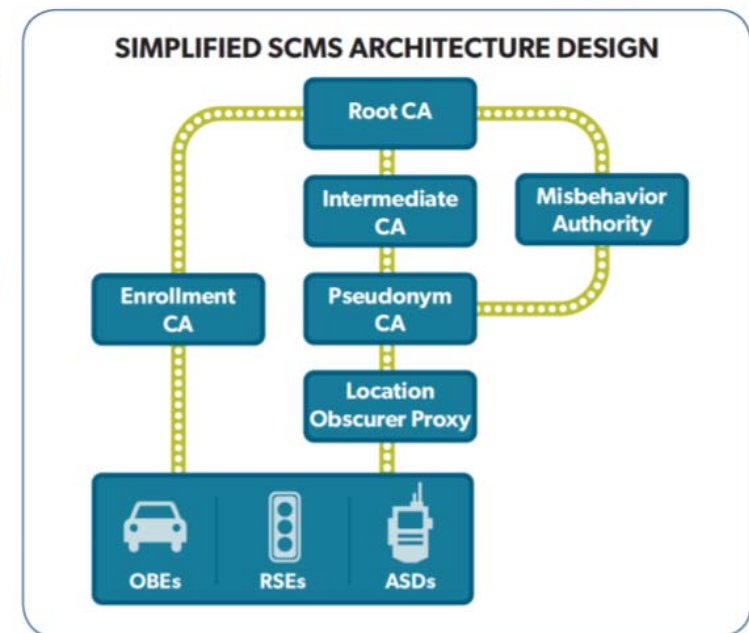 SIMPLIFIED SCMS ARCHITECTURE DESIGN
Root CA
Intermediate
CA
Misbehavior
Authority
Enrollment
CA
Pseudonym
CA
Location
Obscurer Proxy
OBEs
RSEs
ASDs